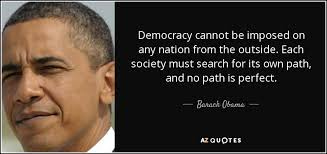 Democracy cannot be imposed on
any nation from the outside. Each
society must search for its own path,
and no path is perfect.
Barack Obama
AZ QUOTES